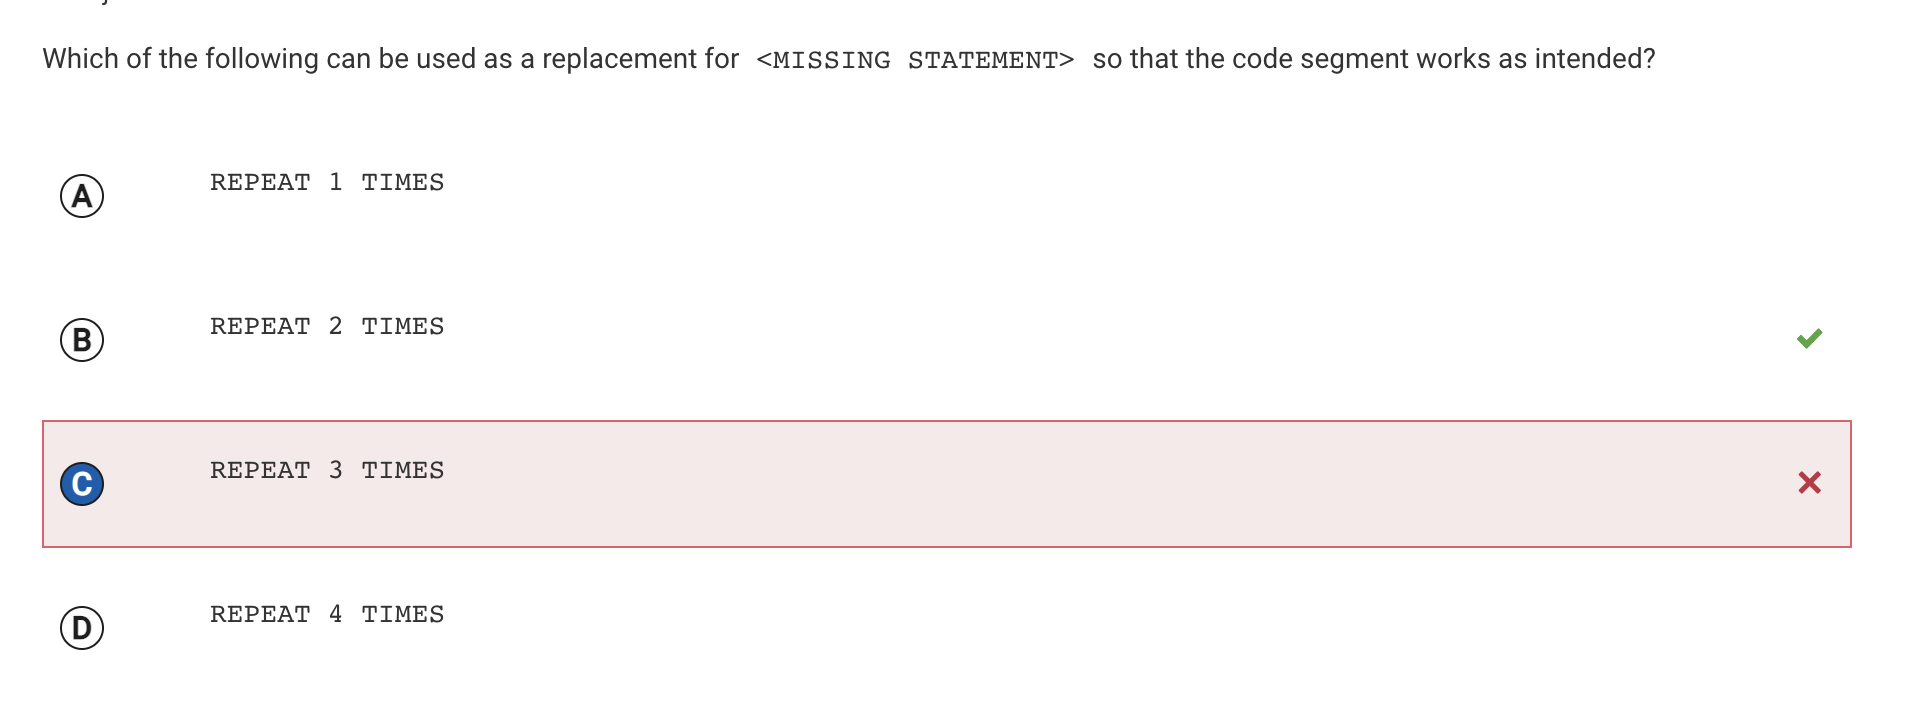 Which of the following can be used as a replacement for <MISSING STATEMENT> so that the code segment works as intended?
A REPEAT 1 TIMES
B REPEAT 2 TIMES
C REPEAT 3 TIMES
D REPEAT 4 TIMES